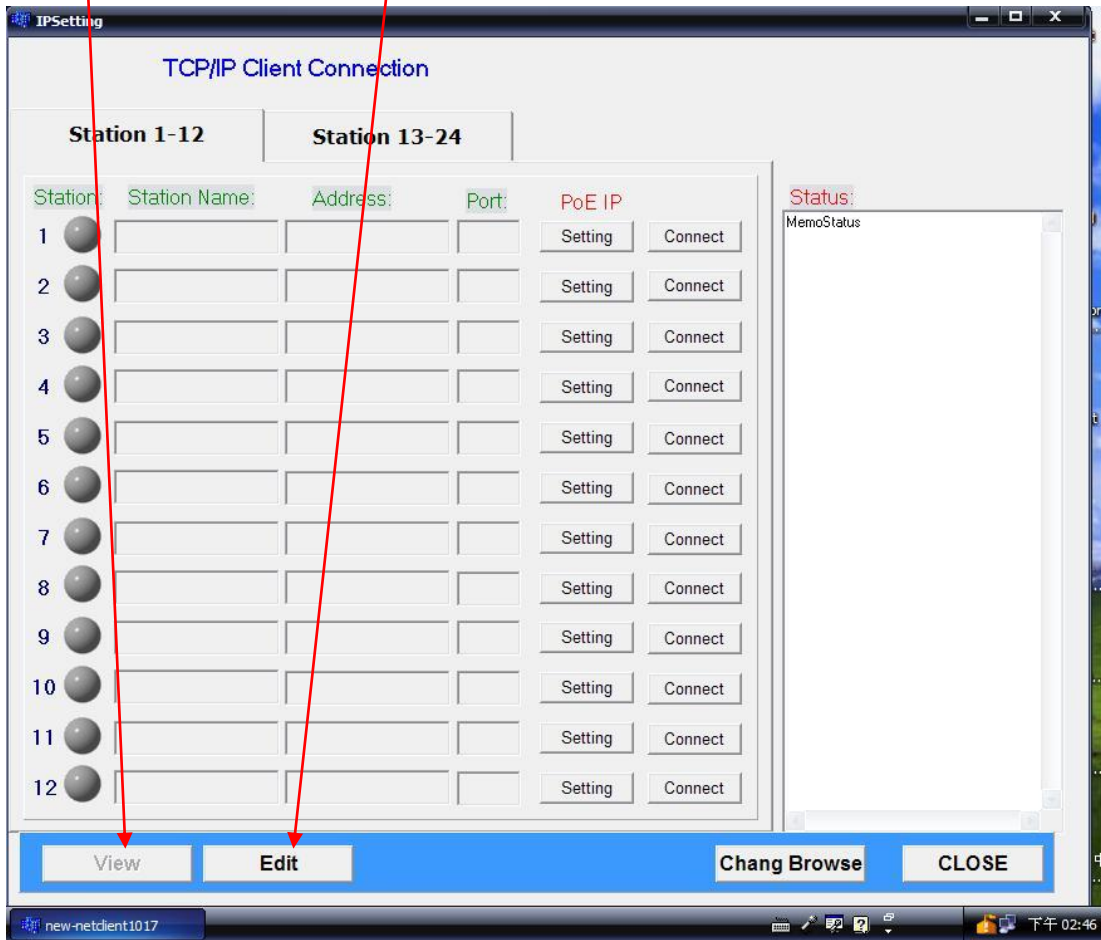 IPSetting
TCP/IP Client Connection
Station 1-12 Station 13-24
Station: Station Name: Address: Port: PoE IP Status:
MemoStatus
1 Setting Connect
2 Setting Connect
3 Setting Connect
4 Setting Connect
5 Setting Connect
6 Setting Connect
7 Setting Connect
8 Setting Connect
9 Setting Connect
10 Setting Connect
11 Setting Connect
12 Setting Connect
View Edit Chang Browse CLOSE
new-netclient1017 下午 02:46